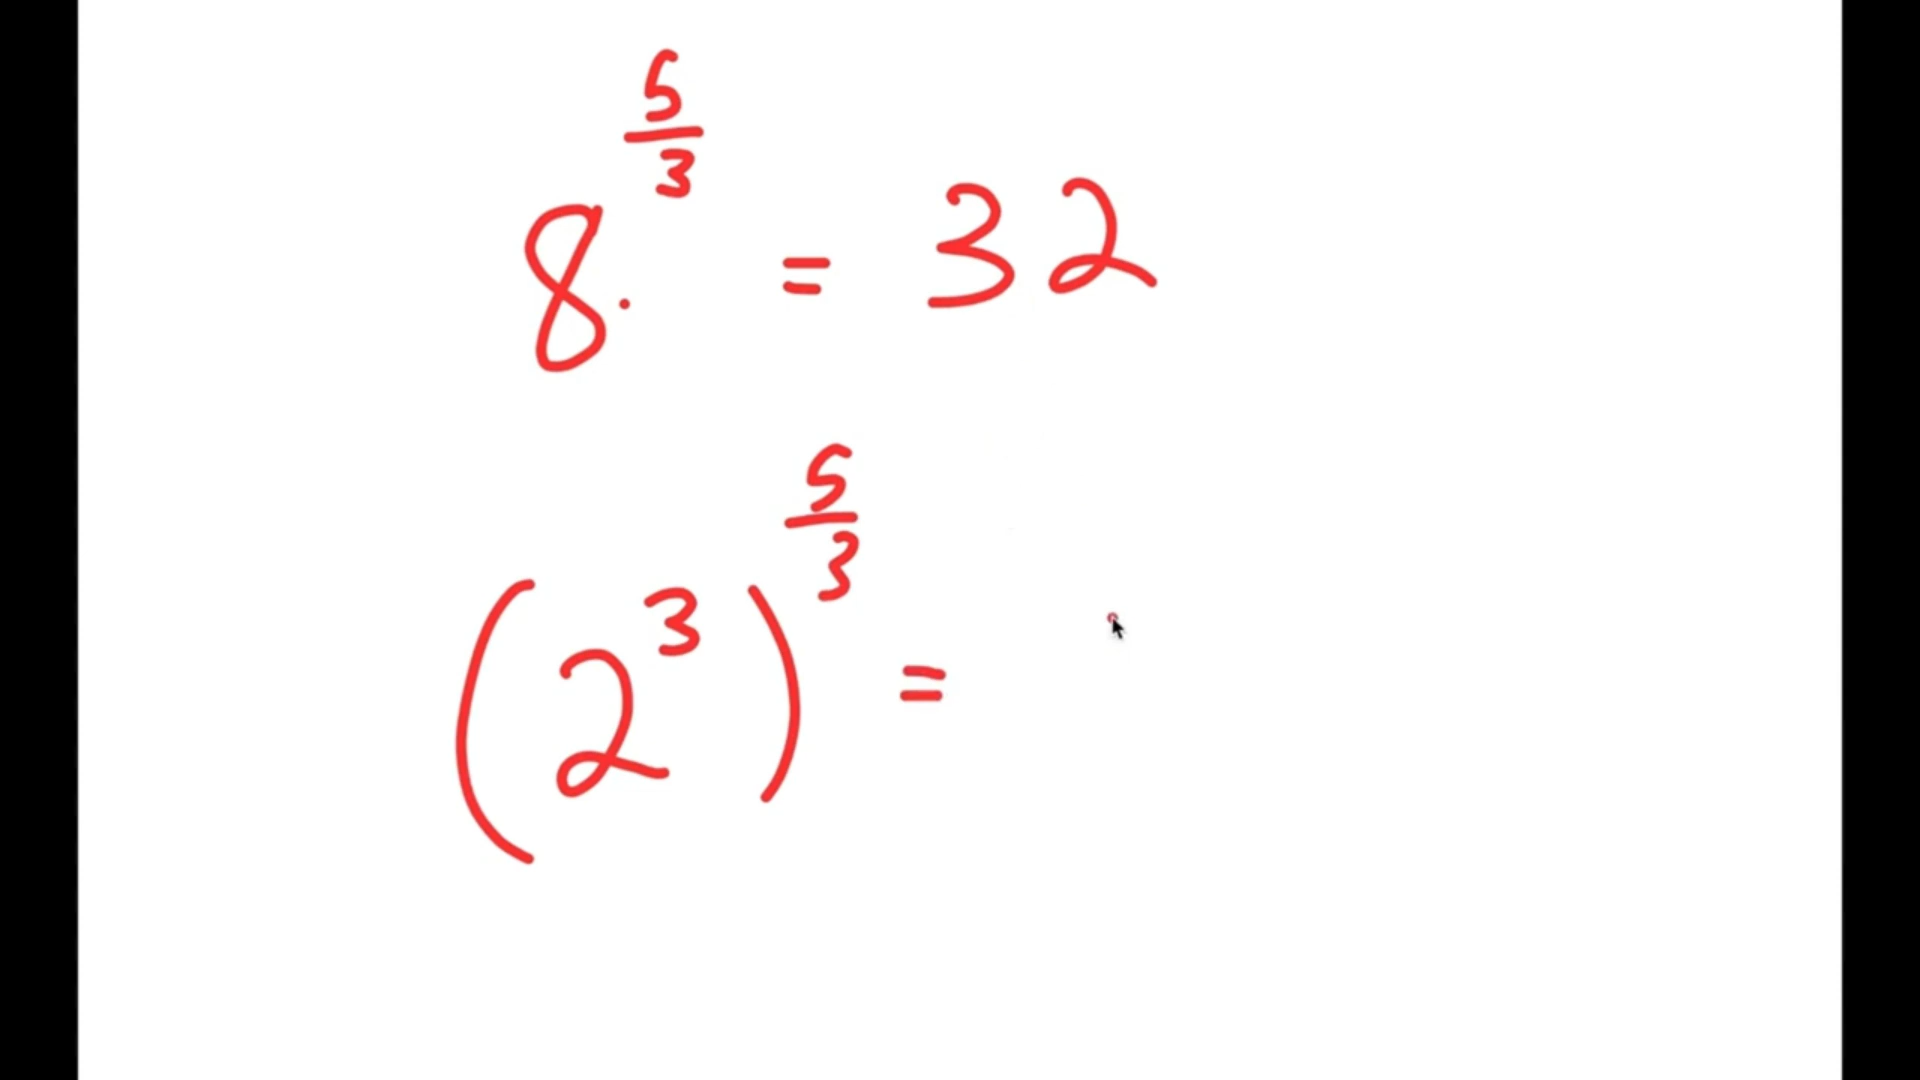 8^{5/3} = 32
(2^3)^{5/3} =